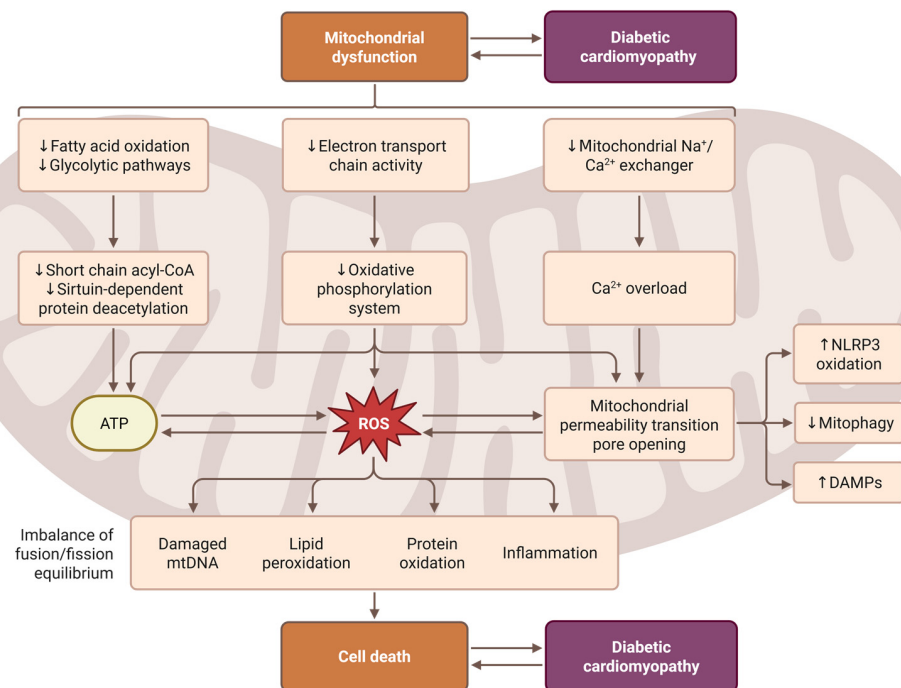 Mitochondrial
dysfunction
Diabetic
cardiomyopathy
↓Fatty acid oxidation
↓Glycolytic pathways
↓Electron transport
chain activity
↓Mitochondrial Na⁺/
Ca²⁺ exchanger
↓Short chain acyl-CoA
↓Sirtuin-dependent
protein deacetylation
↓Oxidative
phosphorylation
system
Ca²⁺ overload
↑NLRP3
oxidation
ATP
ROS
Mitochondrial
permeability transition
pore opening
↓Mitophagy
↑DAMPs
Imbalance of
fusion/fission
equilibrium
Damaged
mtDNA
Lipid
peroxidation
Protein
oxidation
Inflammation
Cell death
Diabetic
cardiomyopathy